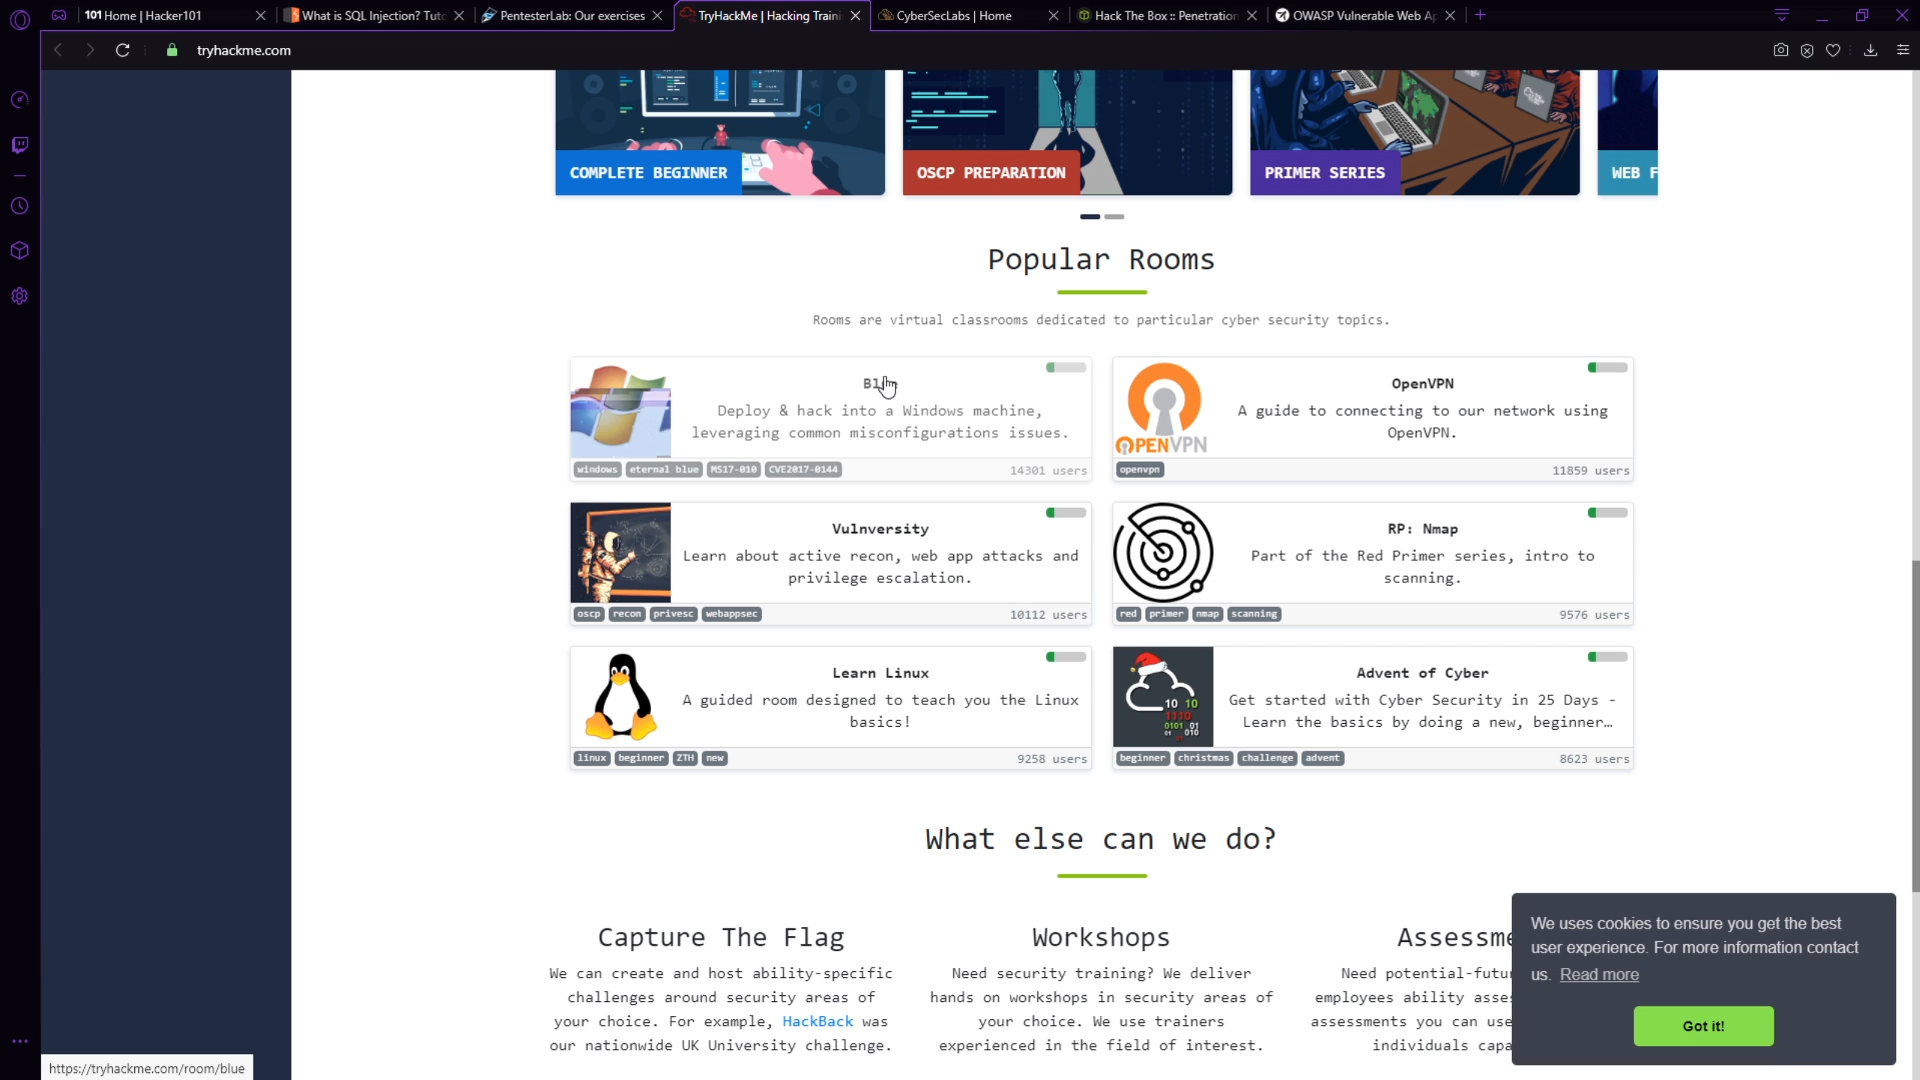 101 Home | Hacker101
What is SQL Injection? Tuto
PentesterLab: Our exercises
TryHackMe | Hacking Traini
CyberSecLabs | Home
Hack The Box :: Penetration
OWASP Vulnerable Web Ap
tryhackme.com
COMPLETE BEGINNER
OSCP PREPARATION
PRIMER SERIES
WEB F
Popular Rooms
Rooms are virtual classrooms dedicated to particular cyber security topics.
Deploy & hack into a Windows machine,
leveraging common misconfigurations issues.
windows eternal blue MS17-010 CVE2017-0144 14301 users
OPENVPN
OpenVPN
A guide to connecting to our network using
OpenVPN.
openvpn 11859 users
Vulnversity
Learn about active recon, web app attacks and
privilege escalation.
oscp recon privesc webappsec 10112 users
RP: Nmap
Part of the Red Primer series, intro to
scanning.
red primer nmap scanning 9576 users
Learn Linux
A guided room designed to teach you the Linux
basics!
linux beginner ZTH new 9258 users
10 10
1110
0101 01
01 010
Advent of Cyber
Get started with Cyber Security in 25 Days -
Learn the basics by doing a new, beginner…
beginner christmas challenge advent 8623 users
What else can we do?
Capture The Flag
We can create and host ability-specific
challenges around security areas of
your choice. For example, HackBack was
our nationwide UK University challenge.
Workshops
Need security training? We deliver
hands on workshops in security areas of
your choice. We use trainers
experienced in the field of interest.
Assessme
Need potential-futu
employees ability asse
assessments you can use
individuals capa
We uses cookies to ensure you get the best
user experience. For more information contact
us. Read more
Got it!
https://tryhackme.com/room/blue